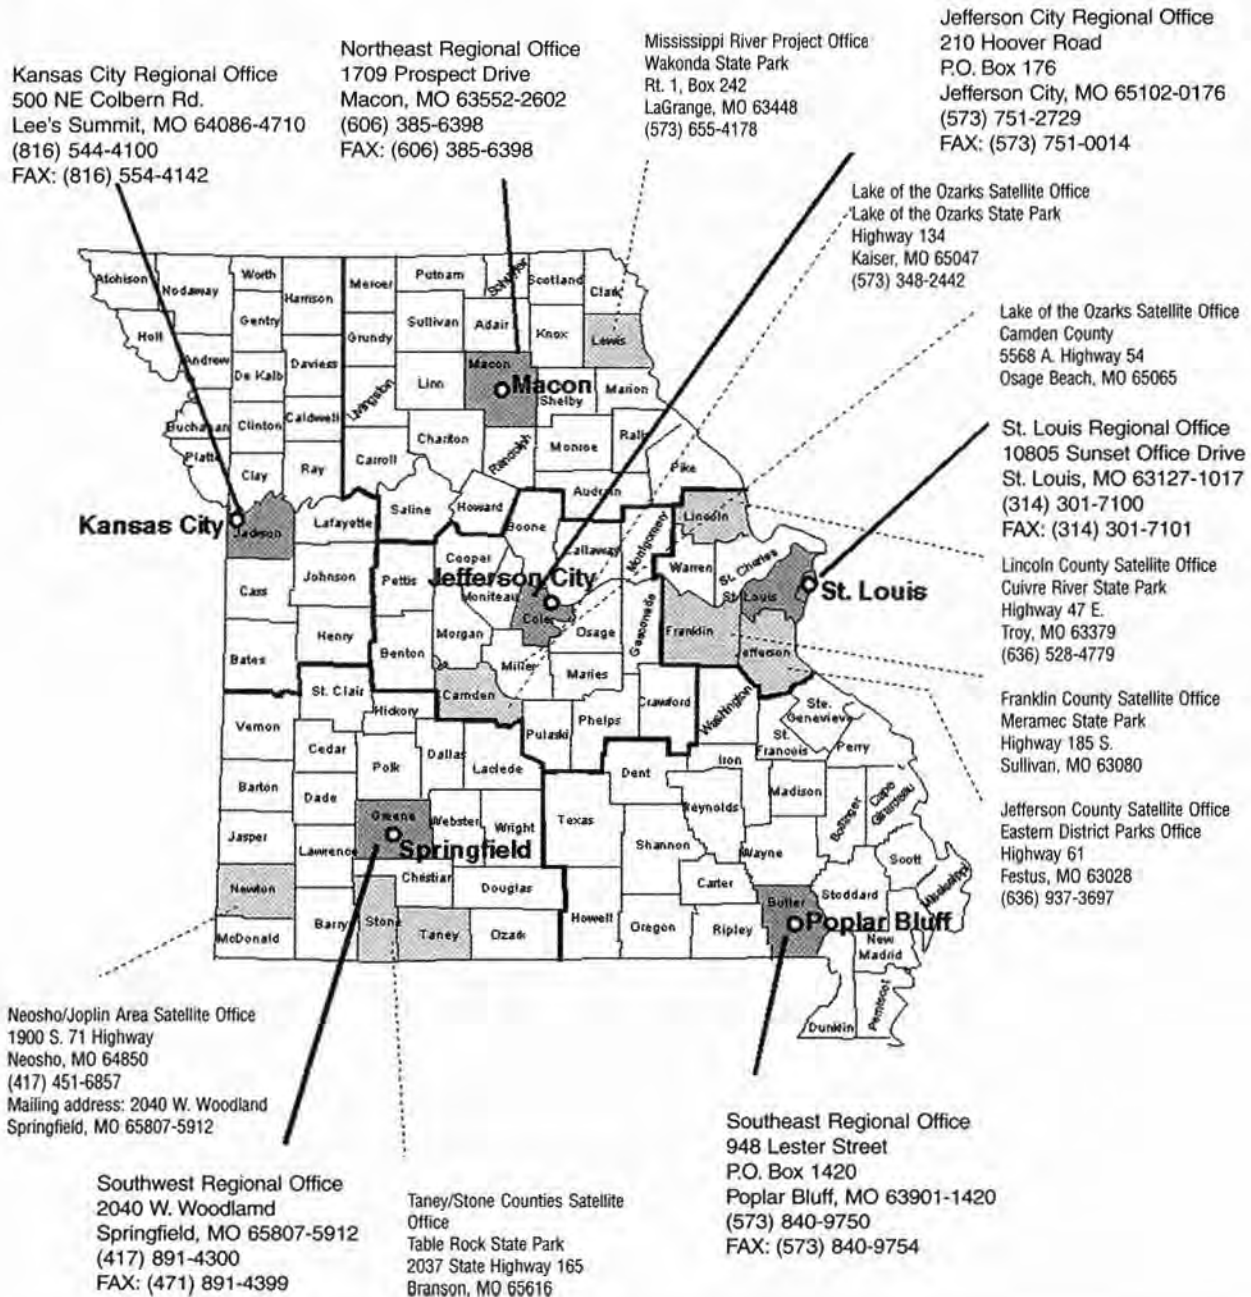 Kansas City Regional Office
500 NE Colbern Rd.
Lee's Summit, MO 64086-4710
(816) 544-4100
FAX: (816) 554-4142
Northeast Regional Office
1709 Prospect Drive
Macon, MO 63552-2602
(606) 385-6398
FAX: (606) 385-6398
Mississippi River Project Office
Wakonda State Park
Rt. 1, Box 242
LaGrange, MO 63448
(573) 655-4178
Jefferson City Regional Office
210 Hoover Road
P.O. Box 176
Jefferson City, MO 65102-0176
(573) 751-2729
FAX: (573) 751-0014
Lake of the Ozarks Satellite Office
Lake of the Ozarks State Park
Highway 134
Kaiser, MO 65047
(573) 348-2442
Lake of the Ozarks Satellite Office
Camden County
5568 A. Highway 54
Osage Beach, MO 65065
St. Louis Regional Office
10805 Sunset Office Drive
St. Louis, MO 63127-1017
(314) 301-7100
FAX: (314) 301-7101
Lincoln County Satellite Office
Cuivre River State Park
Highway 47 E.
Troy, MO 63379
(636) 528-4779
Franklin County Satellite Office
Meramec State Park
Highway 185 S.
Sullivan, MO 63080
Jefferson County Satellite Office
Eastern District Parks Office
Highway 61
Festus, MO 63028
(636) 937-3697
Atchison
Nodaway
Worth
Harrison
Mercer
Putnam
Scotland
Clark
Holt
Gentry
Andrew
De Kalb
Daviess
Grundy
Sullivan
Adair
Knox
Lewis
Macon
Macon
Linn
Livingston
Shelby
Marion
Buchanan
Clinton
Caldwell
Chariton
Randolph
Monroe
Ralls
Platte
Clay
Ray
Carroll
Pike
Audrain
Kansas City
Jackson
Lafayette
Saline
Howard
Boone
Callaway
Montgomery
Lincoln
Warren
St. Charles
St. Louis
St. Louis
Cass
Johnson
Pettis
Cooper
Jefferson City
Moniteau
Cole
Osage
Gasconade
Franklin
Jefferson
Bates
Henry
Benton
Morgan
Miller
Maries
Camden
St. Clair
Hickory
Pulaski
Phelps
Crawford
Washington
Ste.
Genevieve
St.
Francois
Perry
Vernon
Cedar
Polk
Dallas
Laclede
Dent
Iron
Madison
Bollinger
Cape
Girardeau
Barton
Dade
Greene
Springfield
Webster
Wright
Texas
Reynolds
Shannon
Wayne
Scott
Mississippi
Jasper
Lawrence
Christian
Douglas
Carter
Butler
Poplar Bluff
Stoddard
Newton
McDonald
Barry
Stone
Taney
Ozark
Howell
Oregon
Ripley
New
Madrid
Dunklin
Pemiscot
Neosho/Joplin Area Satellite Office
1900 S. 71 Highway
Neosho, MO 64850
(417) 451-6857
Mailing address: 2040 W. Woodland
Springfield, MO 65807-5912
Southwest Regional Office
2040 W. Woodlamd
Springfield, MO 65807-5912
(417) 891-4300
FAX: (471) 891-4399
Taney/Stone Counties Satellite
Office
Table Rock State Park
2037 State Highway 165
Branson, MO 65616
Southeast Regional Office
948 Lester Street
P.O. Box 1420
Poplar Bluff, MO 63901-1420
(573) 840-9750
FAX: (573) 840-9754